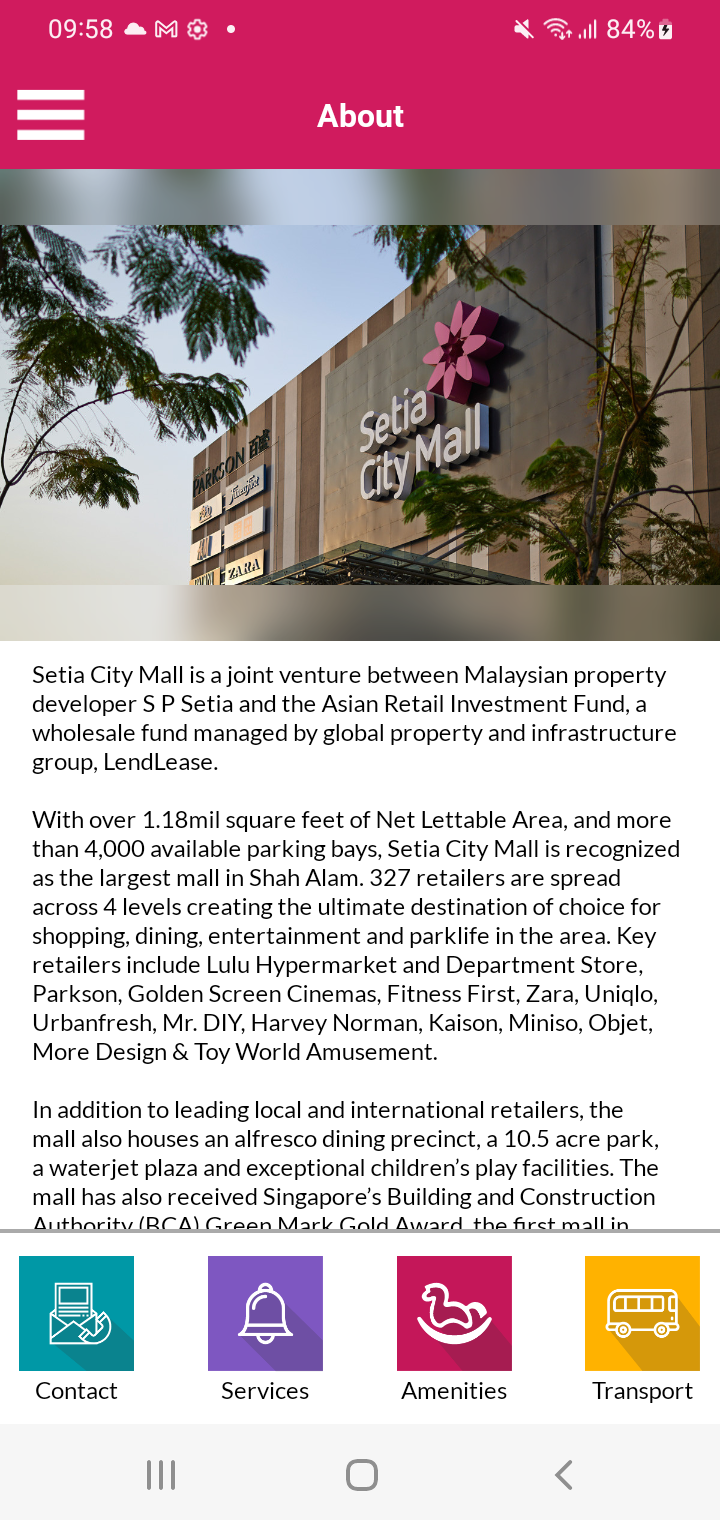 09:58
84%
About
Setia
City Mall
PARKSON
ZARA
Setia City Mall is a joint venture between Malaysian property
developer S P Setia and the Asian Retail Investment Fund, a
wholesale fund managed by global property and infrastructure
group, LendLease.
With over 1.18mil square feet of Net Lettable Area, and more
than 4,000 available parking bays, Setia City Mall is recognized
as the largest mall in Shah Alam. 327 retailers are spread
across 4 levels creating the ultimate destination of choice for
shopping, dining, entertainment and parklife in the area. Key
retailers include Lulu Hypermarket and Department Store,
Parkson, Golden Screen Cinemas, Fitness First, Zara, Uniqlo,
Urbanfresh, Mr. DIY, Harvey Norman, Kaison, Miniso, Objet,
More Design & Toy World Amusement.
In addition to leading local and international retailers, the
mall also houses an alfresco dining precinct, a 10.5 acre park,
a waterjet plaza and exceptional children’s play facilities. The
mall has also received Singapore’s Building and Construction
Authority (BCA) Green Mark Gold Award, the first mall in
Contact
Services
Amenities
Transport